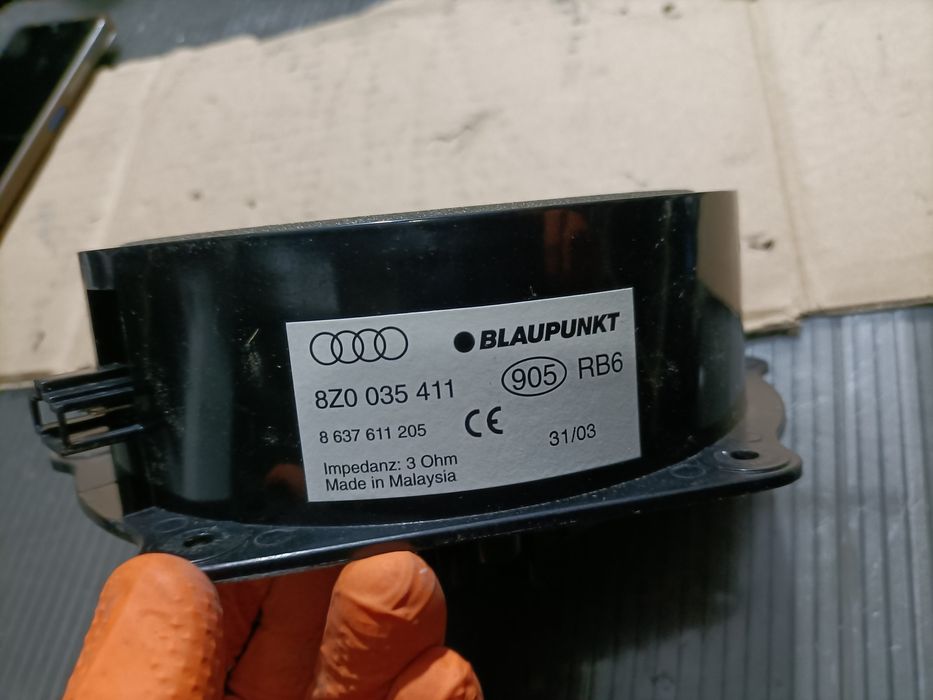 BLAUPUNKT
8Z0 035 411
905 RB6
8 637 611 205
CE
31/03
Impedanz: 3 Ohm
Made in Malaysia